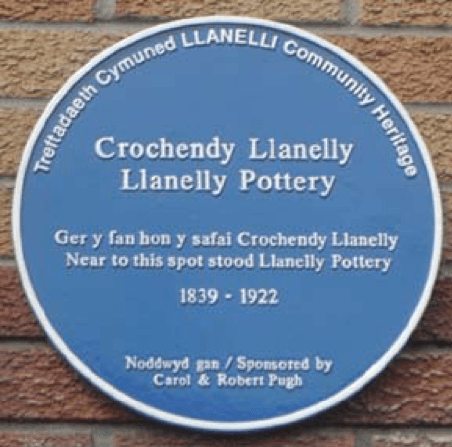 Treftadaeth Cymuned LLANELLI Community Heritage
Crochendy Llanelly
Llanelly Pottery
Ger y fan hon y safai Crochendy Llanelly
Near to this spot stood Llanelly Pottery
1839 - 1922
Noddwyd gan / Sponsored by
Carol & Robert Pugh